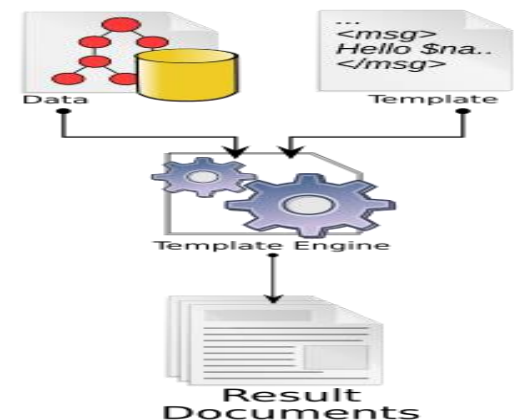 ...
<msg>
Hello $na..
</msg>
Data
Template
Template Engine
Result
Documents